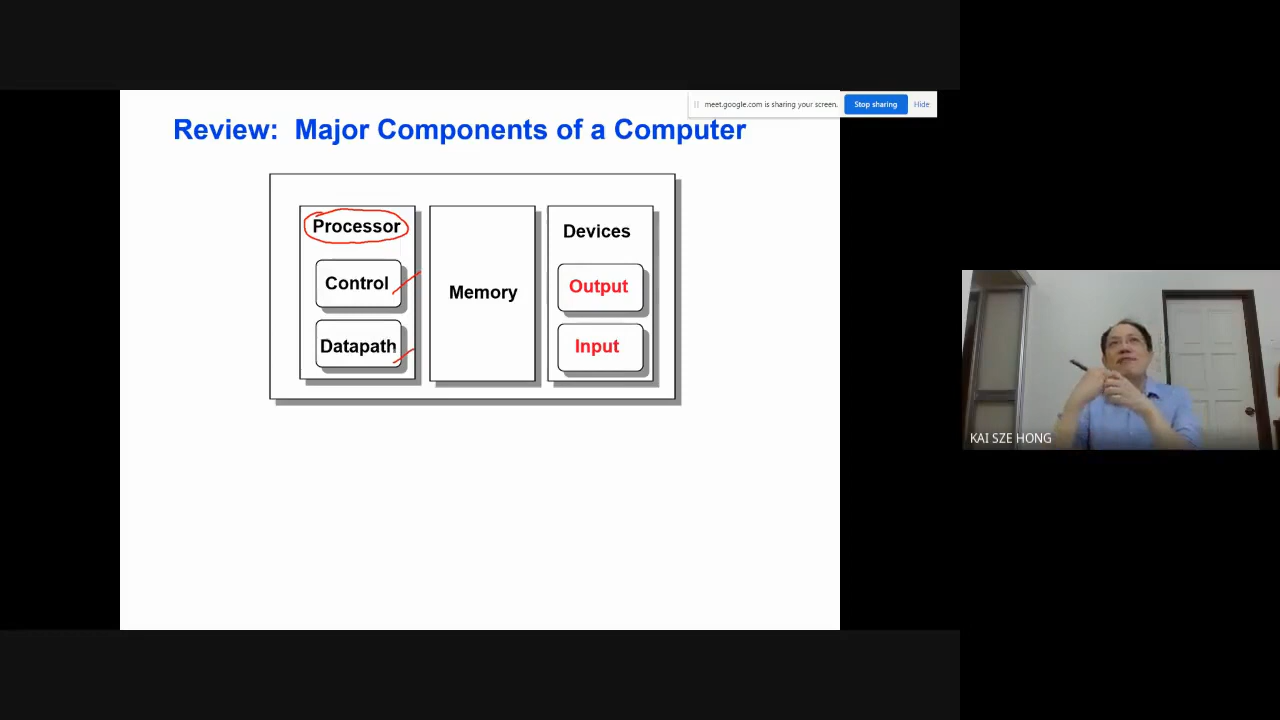 meet.google.com is sharing your screen.
Stop sharing
Hide
Review: Major Components of a Computer
Processor
Control
Datapath
Memory
Devices
Output
Input
KAI SZE HONG